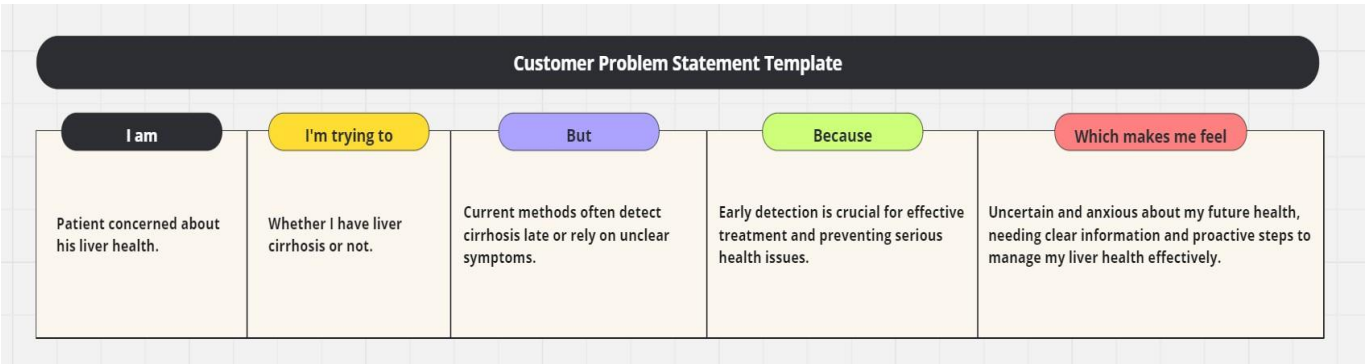 Customer Problem Statement Template
I am
Patient concerned about
his liver health.
I'm trying to
Whether I have liver
cirrhosis or not.
But
Current methods often detect
cirrhosis late or rely on unclear
symptoms.
Because
Early detection is crucial for effective
treatment and preventing serious
health issues.
Which makes me feel
Uncertain and anxious about my future health,
needing clear information and proactive steps to
manage my liver health effectively.